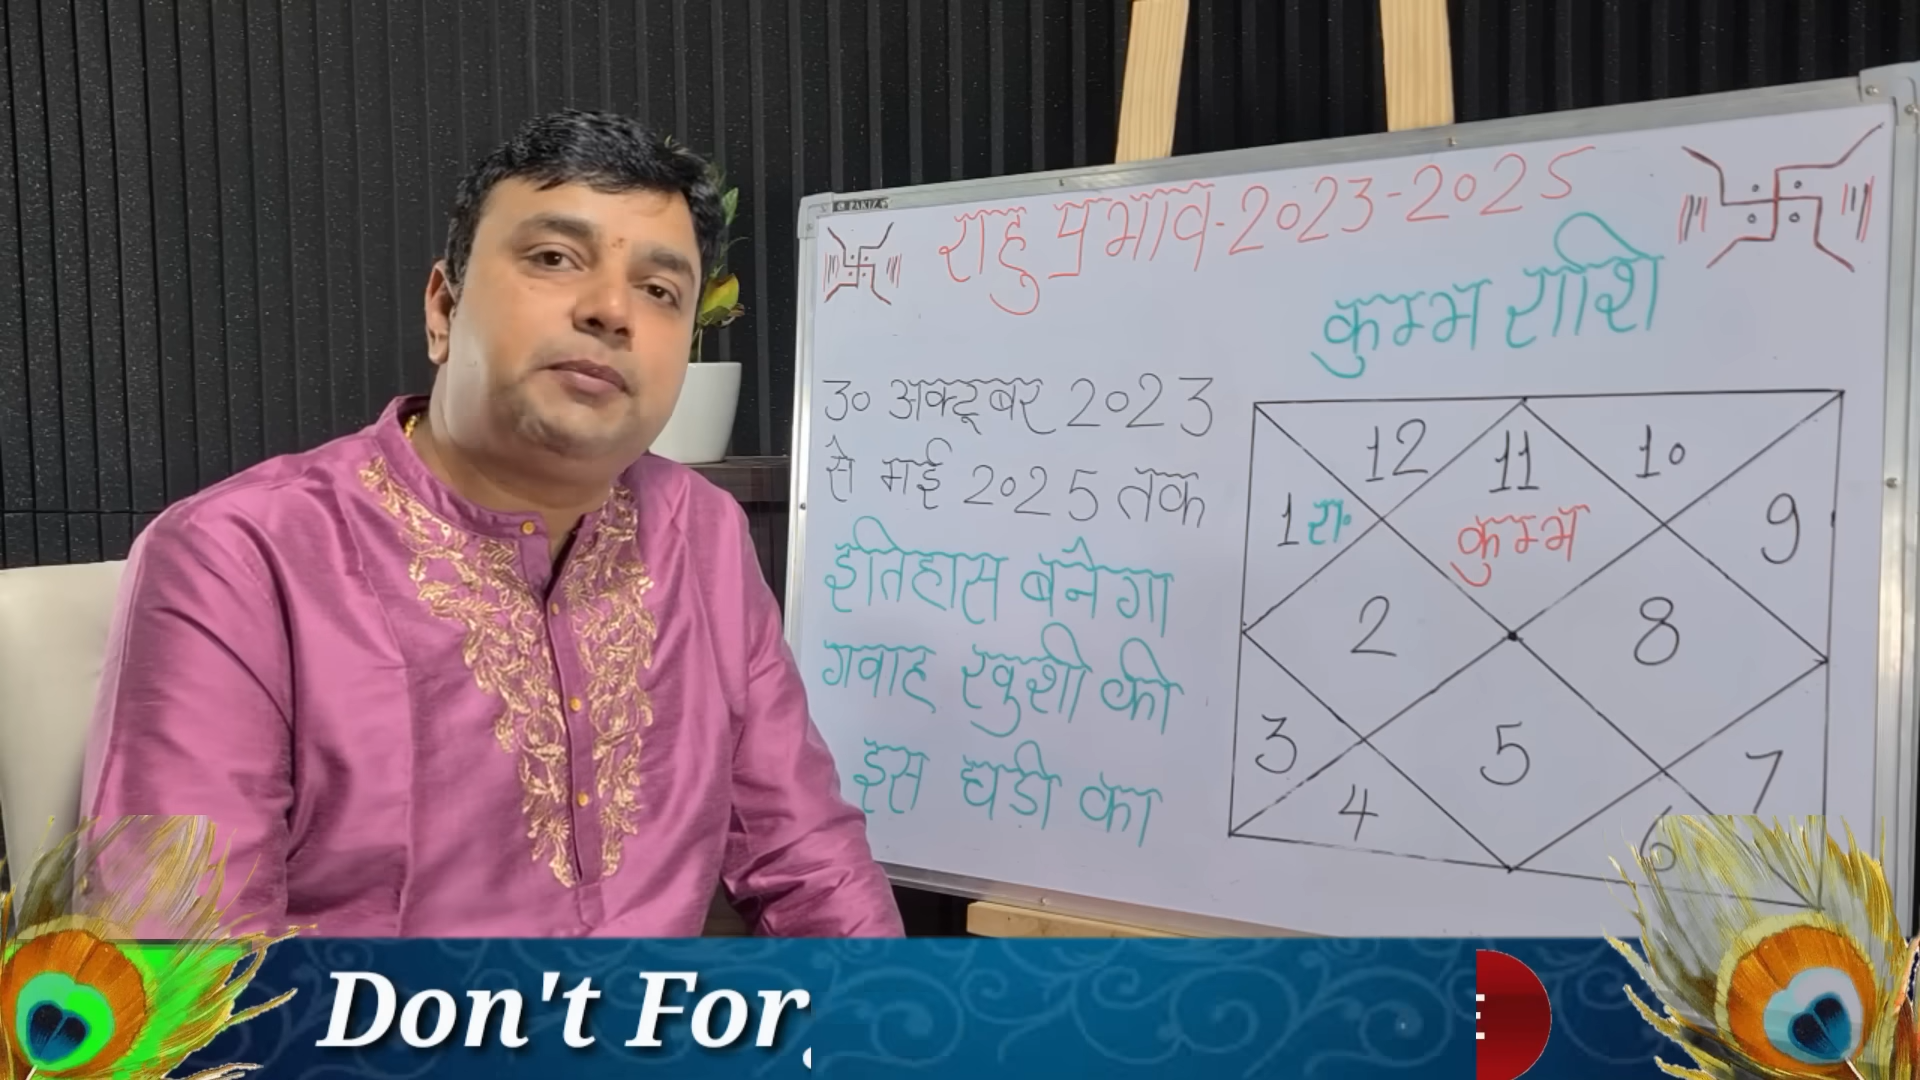 राहु प्रभाव-2023-2025
कुम्भ राशि
30 अक्टूबर 2023
से मई 2025 तक
इतिहास बनेगा
गवाह खुशी की
इस घडी का
12
11
10
1 रा.
कुम्भ
9
2
8
3
5
7
4
6
Don't For